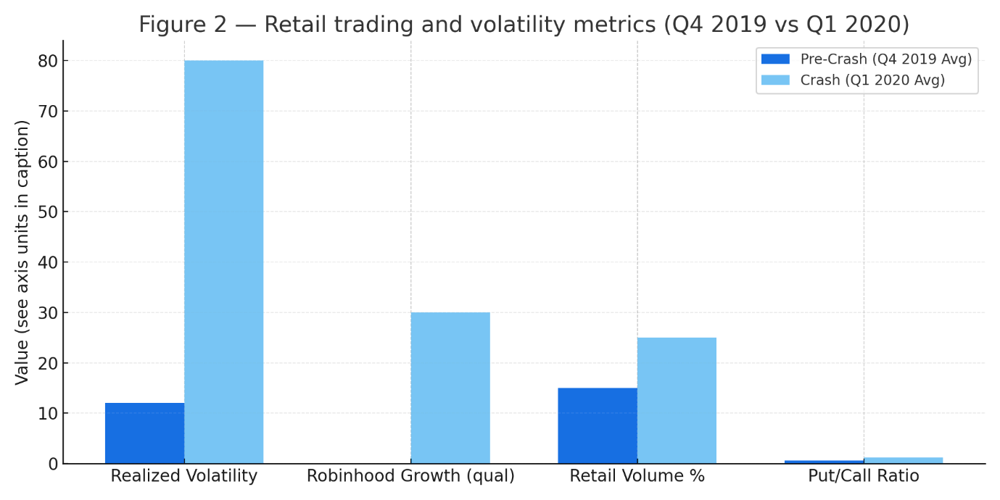 Figure 2 — Retail trading and volatility metrics (Q4 2019 vs Q1 2020)
Pre-Crash (Q4 2019 Avg)
Crash (Q1 2020 Avg)
Value (see axis units in caption)
80
70
60
50
40
30
20
10
0
Realized Volatility
Robinhood Growth (qual)
Retail Volume %
Put/Call Ratio